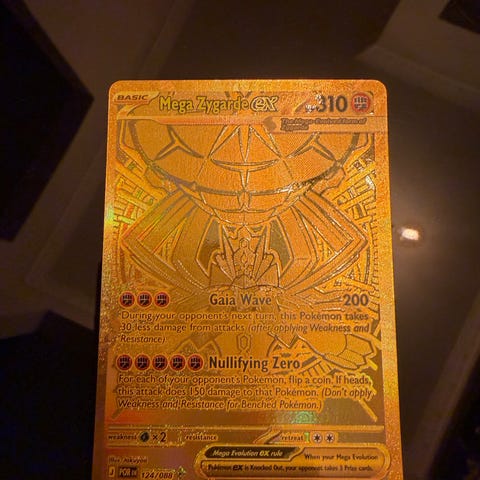 BASIC Mega Zygarde ex HP 310
The Mega-Evolved form of
Zygarde
Gaia Wave 200
During your opponent's next turn, this Pokémon takes
30 less damage from attacks (after applying Weakness and
Resistance).
Nullifying Zero
For each of your opponent's Pokémon, flip a coin. If heads,
this attack does 150 damage to that Pokémon. (Don't apply
Weakness and Resistance for Benched Pokémon.)
weakness ×2 resistance retreat
Mega Evolution ex rule When your Mega Evolution
Pokémon ex is Knocked Out, your opponent takes 3 Prize cards.
J POR EN 124/088